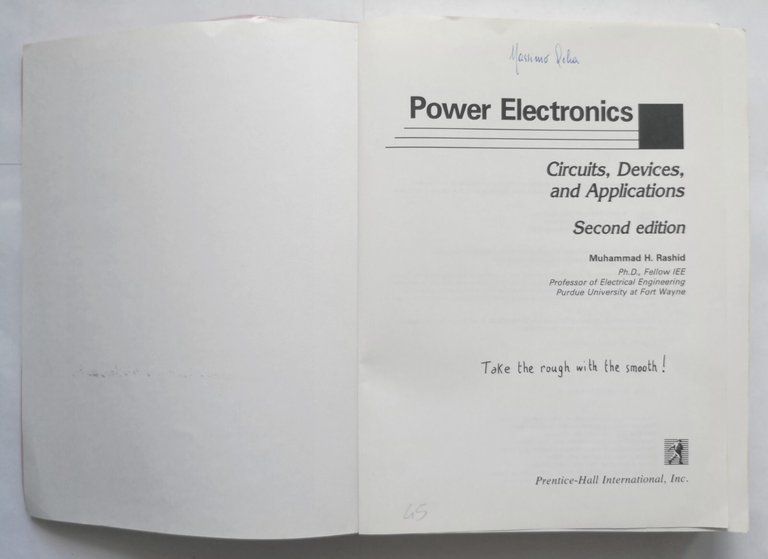 Massimo
Power Electronics
Circuits, Devices,
and Applications
Second edition
Muhammad H. Rashid
Ph.D., Fellow IEE
Professor of Electrical Engineering
Purdue University at Fort Wayne
Take the rough with the smooth!
Prentice-Hall International, Inc.
45